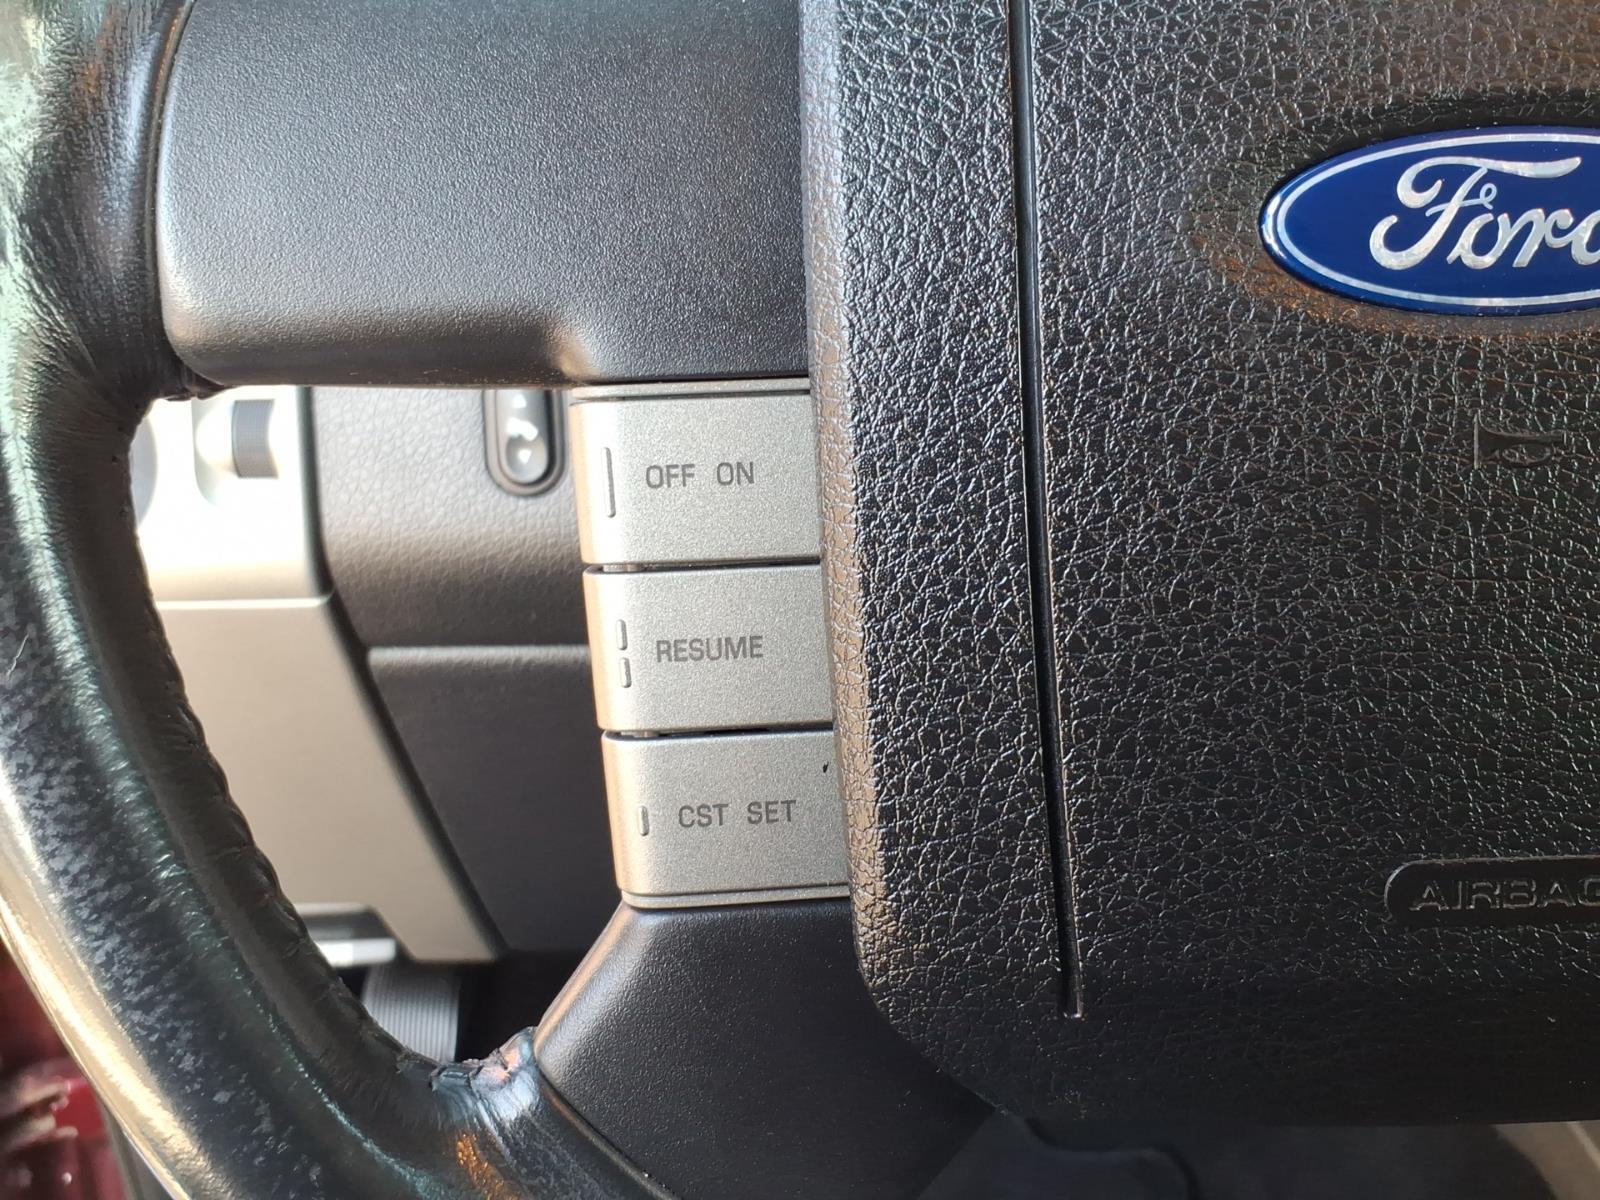 Ford
OFF ON
RESUME
CST SET
AIRBAG